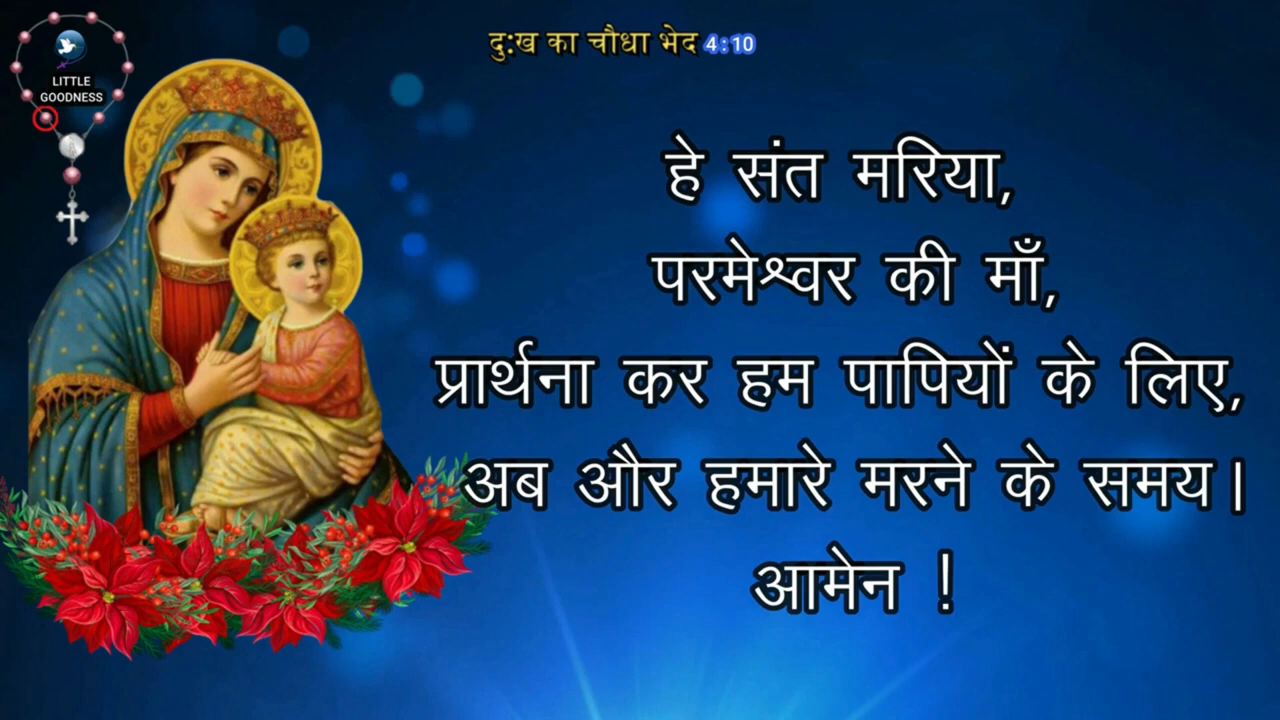 LITTLE
GOODNESS
दुःख का चौधा भेद 4:10
हे संत मरिया,
परमेश्वर की माँ,
प्रार्थना कर हम पापियों के लिए,
अब और हमारे मरने के समय।
आमेन !